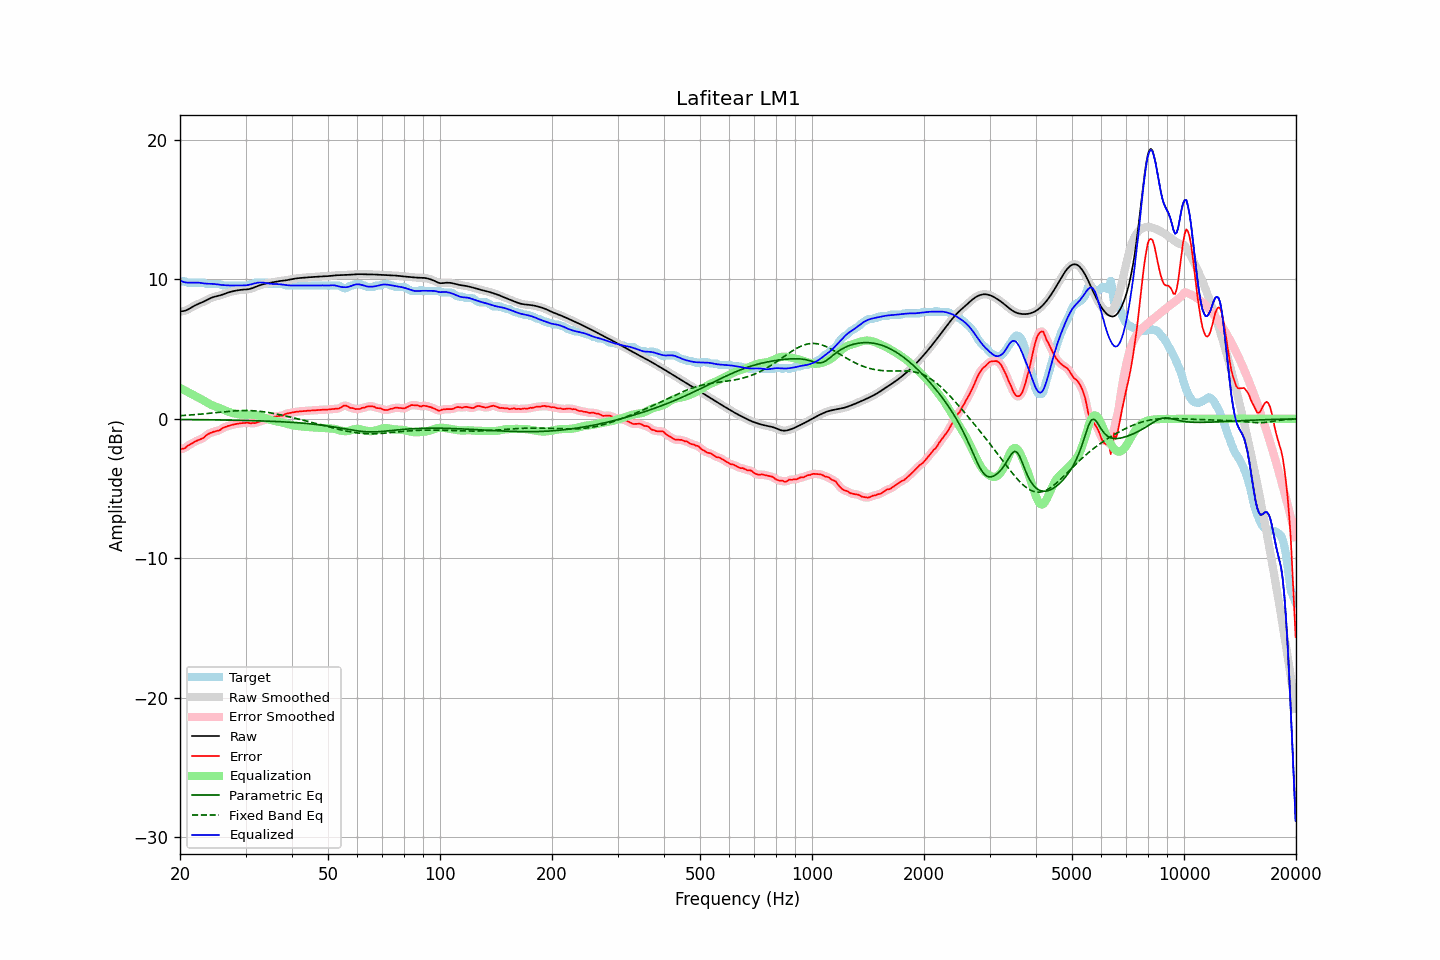 Lafitear LM1
Amplitude (dBr)
20
10
0
−10
−20
−30
Target
Raw Smoothed
Error Smoothed
Raw
Error
Equalization
Parametric Eq
Fixed Band Eq
Equalized
20 50 100 200 500 1000 2000 5000 10000 20000
Frequency (Hz)